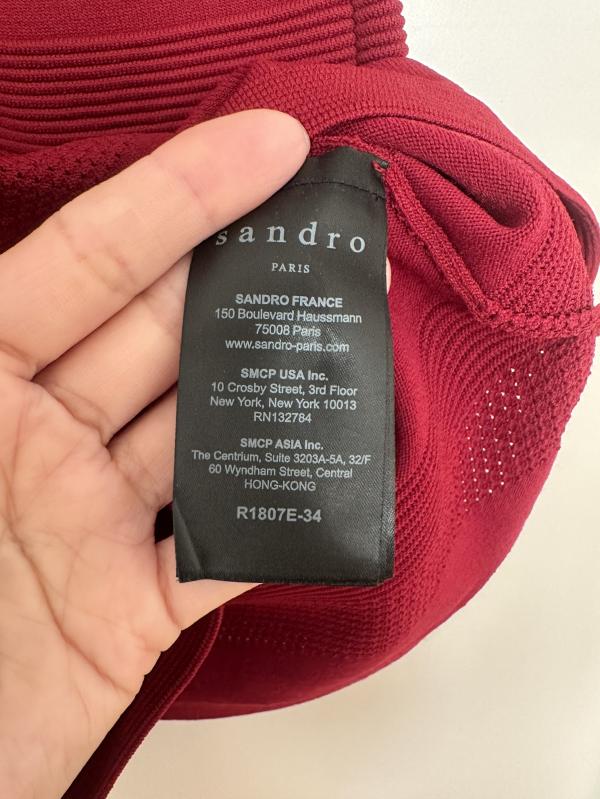 sandro
PARIS
SANDRO FRANCE
150 Boulevard Haussmann
75008 Paris
www.sandro-paris.com
SMCP USA Inc.
10 Crosby Street, 3rd Floor
New York, New York 10013
RN132784
SMCP ASIA Inc.
The Centrium, Suite 3203A-5A, 32/F
60 Wyndham Street, Central
HONG-KONG
R1807E-34